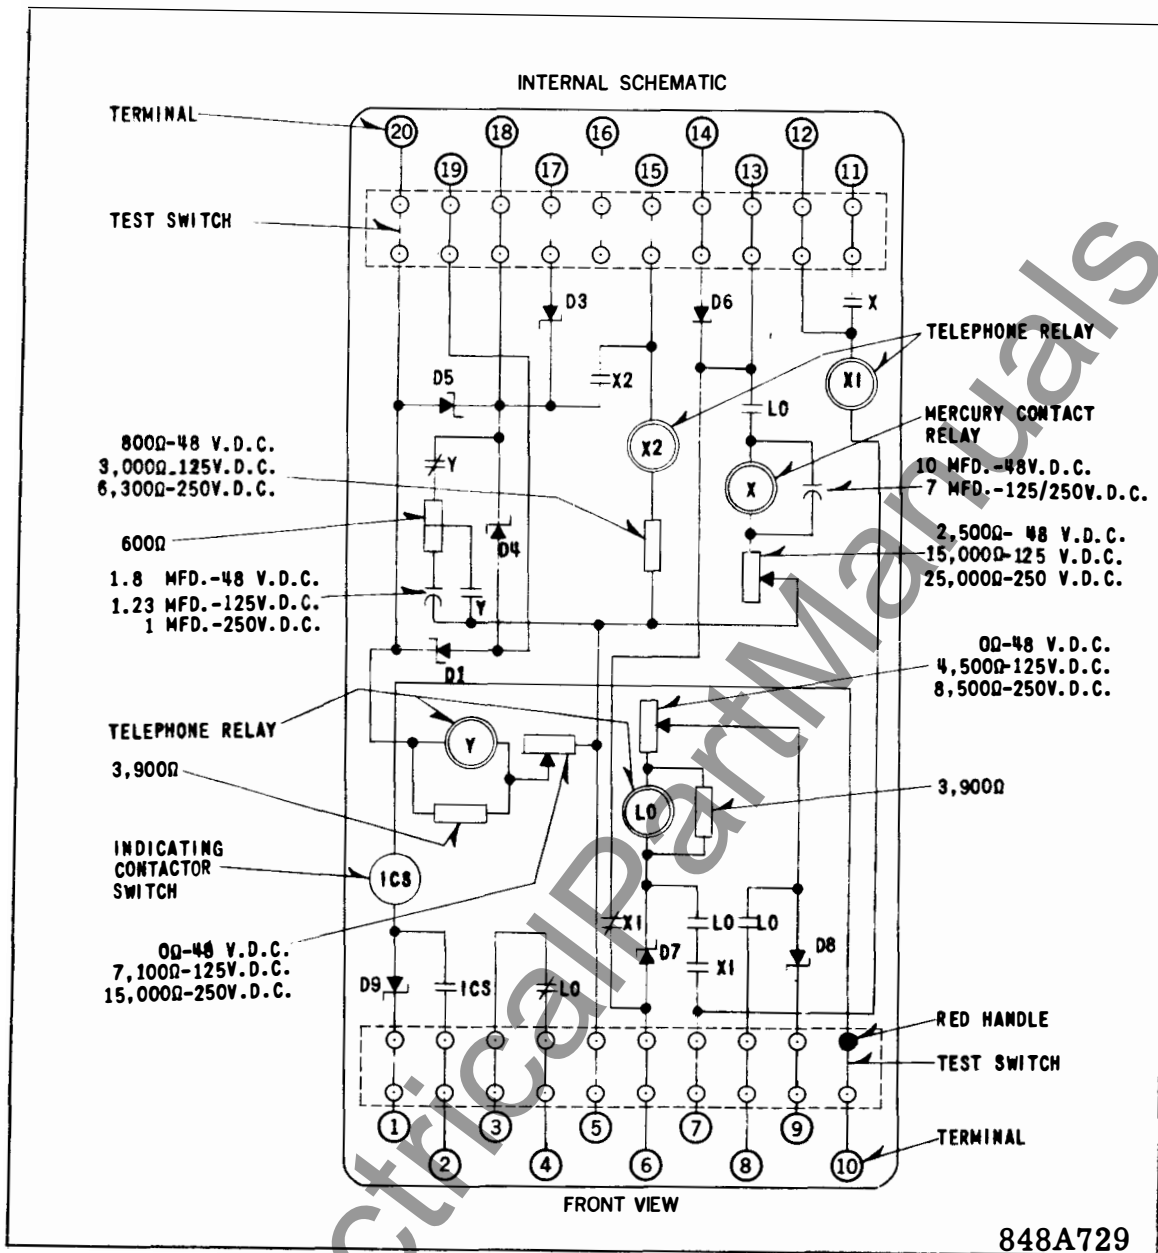 INTERNAL SCHEMATIC
TERMINAL
20
18
16
14
12
19
17
15
13
11
TEST SWITCH
D3
D6
X
TELEPHONE RELAY
X2
D5
X1
LO
MERCURY CONTACT
RELAY
800Ω-48 V.D.C.
3,000Ω-125V.D.C.
6,300Ω-250V.D.C.
Y
X2
X
10 MFD.-48V.D.C.
7 MFD.-125/250V.D.C.
600Ω
D4
2,500Ω- 48 V.D.C.
15,000Ω-125 V.D.C.
25,000Ω-250 V.D.C.
1.8 MFD.-48 V.D.C.
1.23 MFD.-125V.D.C.
1 MFD.-250V.D.C.
Y
D1
0Ω-48 V.D.C.
4,500Ω-125V.D.C.
8,500Ω-250V.D.C.
TELEPHONE RELAY
Y
3,900Ω
LO
3,900Ω
INDICATING
CONTACTOR
SWITCH
ICS
X1
D7
LO
LO
D8
X1
0Ω-48 V.D.C.
7,100Ω-125V.D.C.
15,000Ω-250V.D.C.
D9
ICS
LO
RED HANDLE
TEST SWITCH
1
3
5
7
9
2
4
6
8
10
TERMINAL
FRONT VIEW
848A729
ctricalPartManuals